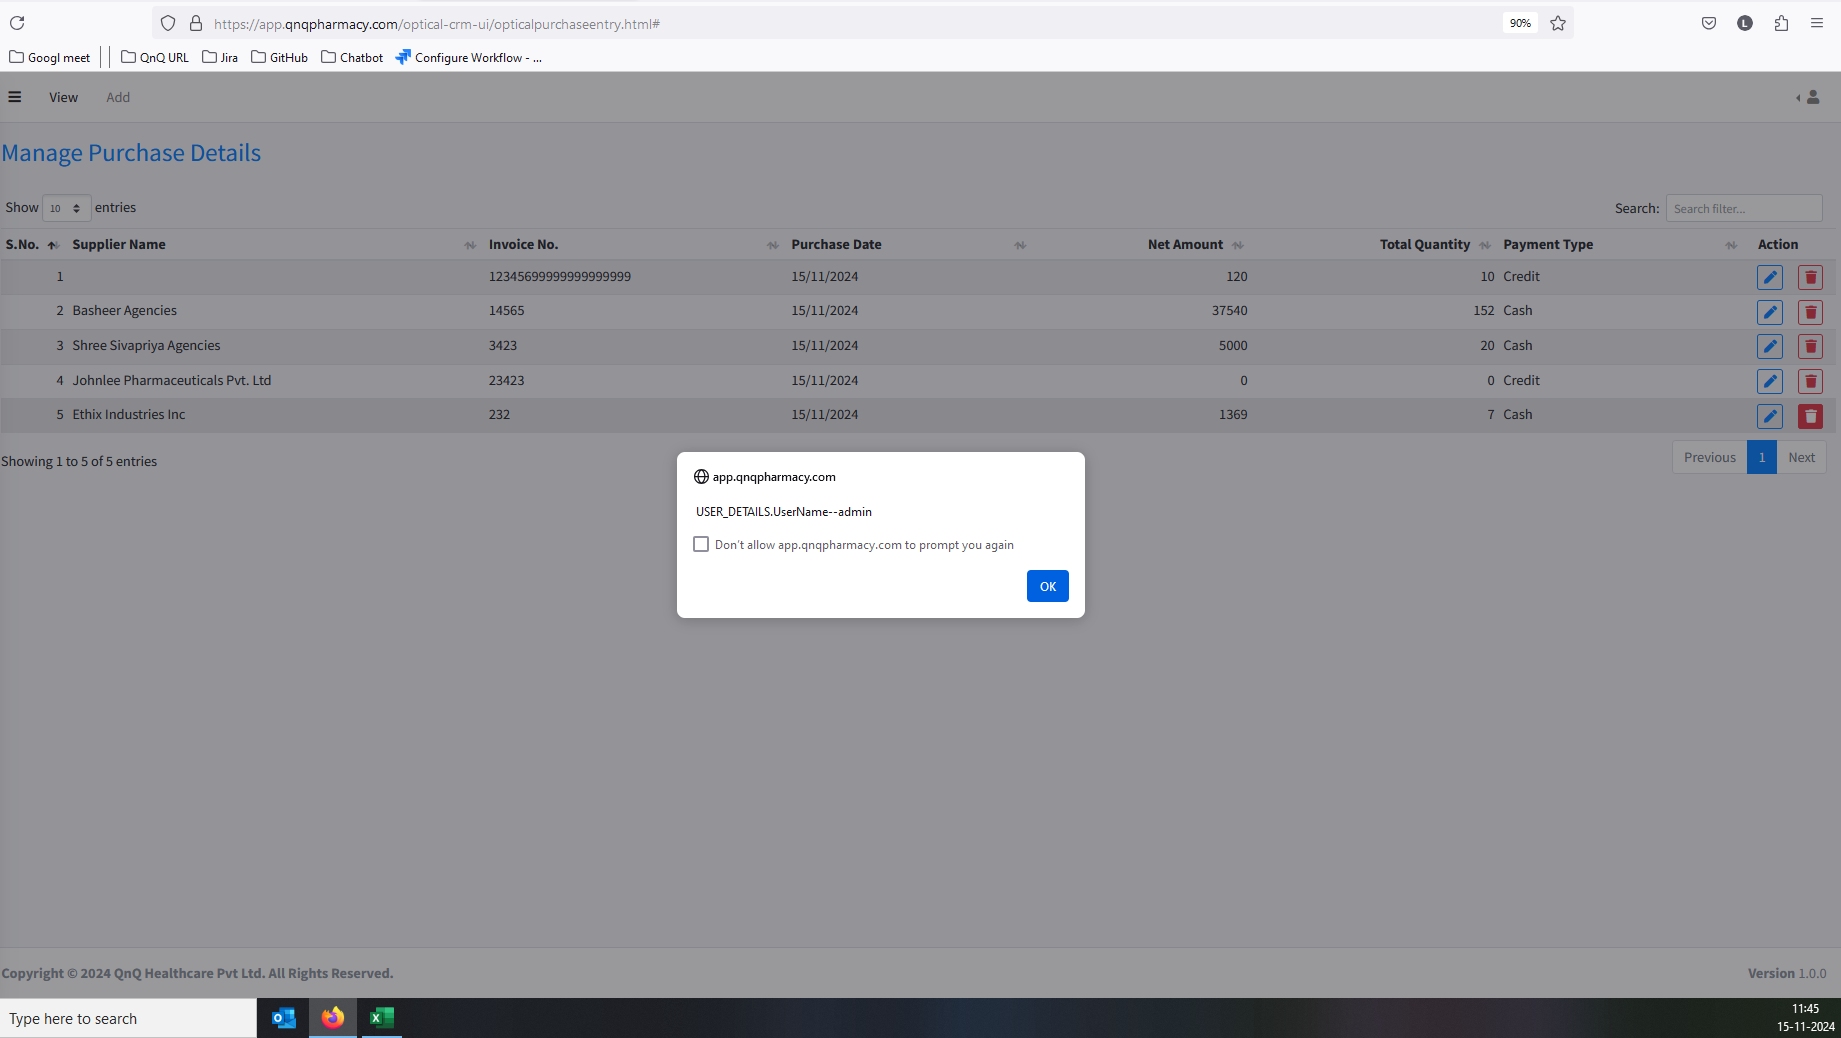 https://app.qnqpharmacy.com/optical-crm-ui/opticalpurchaseentry.html# 90% L
Googl meet QnQ URL Jira GitHub Chatbot Configure Workflow - ...
View Add
Manage Purchase Details
Show 10 entries Search: Search filter...
S.No. Supplier Name Invoice No. Purchase Date Net Amount Total Quantity Payment Type Action
1 12345699999999999999 15/11/2024 120 10 Credit
2 Basheer Agencies 14565 15/11/2024 37540 152 Cash
3 Shree Sivapriya Agencies 3423 15/11/2024 5000 20 Cash
4 Johnlee Pharmaceuticals Pvt. Ltd 23423 15/11/2024 0 0 Credit
5 Ethix Industries Inc 232 15/11/2024 1369 7 Cash
Showing 1 to 5 of 5 entries Previous 1 Next
app.qnqpharmacy.com
USER_DETAILS.UserName--admin
Don't allow app.qnqpharmacy.com to prompt you again
OK
Copyright © 2024 QnQ Healthcare Pvt Ltd. All Rights Reserved. Version 1.0.0
Type here to search 11:45
15-11-2024